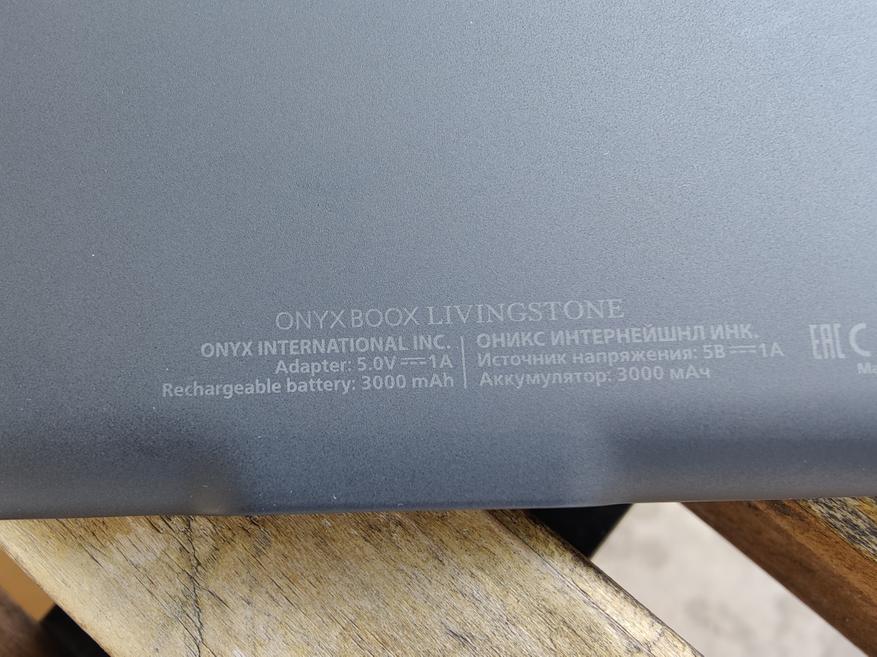 ONYX BOOX LIVINGSTONE
ONYX INTERNATIONAL INC.
Adapter: 5.0V⎓1A
Rechargeable battery: 3000 mAh
ОНИКС ИНТЕРНЕЙШНЛ ИНК.
Источник напряжения: 5В⎓1А
Аккумулятор: 3000 мАч
EAC